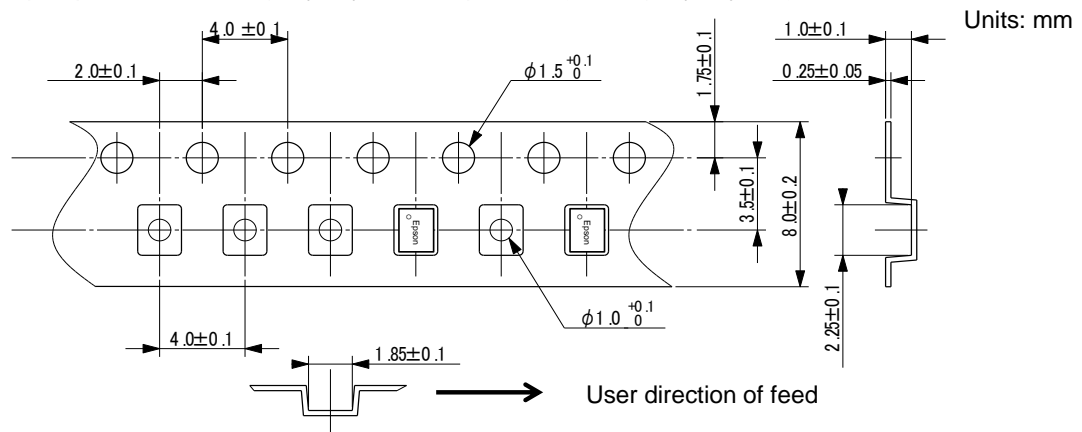 Units: mm
4.0 ±0.1
2.0±0.1
φ1.5 +0.1 0
1.75±0.1
1.0±0.1
0.25±0.05
Epson
Epson
3.5±0.1
8.0±0.2
2.25±0.1
φ1.0 +0.1 0
4.0±0.1
1.85±0.1
User direction of feed